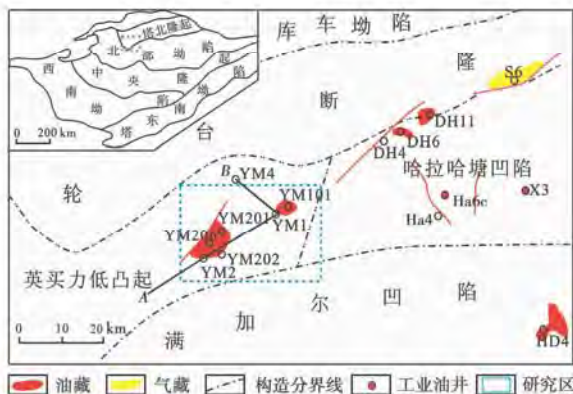 库车坳陷
塔北隆起
北部坳陷
中央隆起
西南坳陷
塔东南坳陷
0 200 km
台
断
隆
S6
DH11
DH6
DH4
哈拉哈塘凹陷
轮
B YM4
YM101
Ha6c
X3
YM201
YM1
Ha4
YM206
YM202
英买力低凸起
YM2
A
满加尔凹陷
0 10 20 km
HD4
油藏 气藏 构造分界线 工业油井 研究区